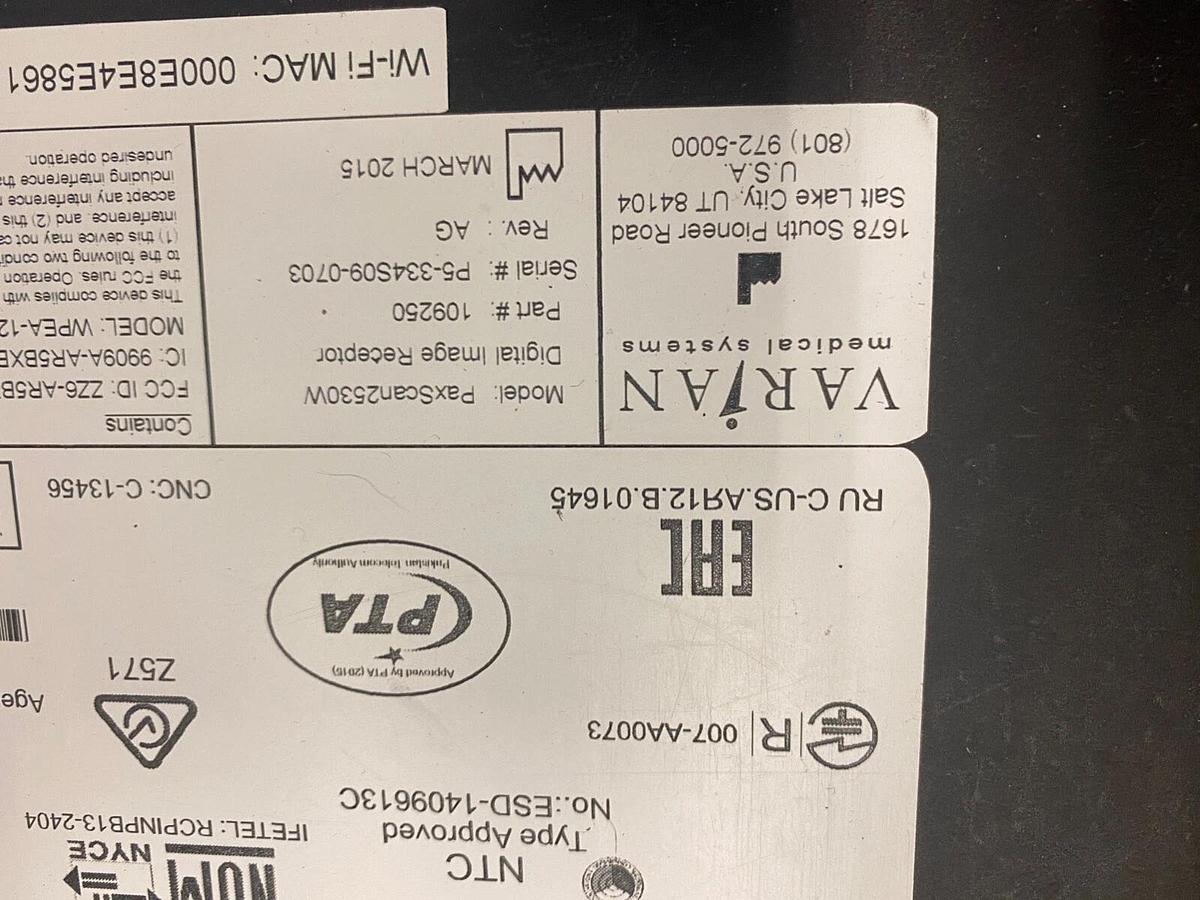 NTC
Type Approved
No.:ESD-1409613C
NOM
NYCE
IFETEL: RCPINPB13-2404
R 007-AA0073
Approved by PTA (2015)
PTA
Pakistan Telecom Authority
Z571
Age
EAC
RU C-US.АЯ12.B.01645
CNC: C-13456
VARIAN
medical systems
1678 South Pioneer Road
Salt Lake City, UT 84104
U.S.A.
(801) 972-5000
Model: PaxScan2530W
Digital Image Receptor
Part #: 109250
Serial #: P5-334S09-0703
Rev. : AG
MARCH 2015
Contains
FCC ID: ZZ6-AR5B
IC: 9909A-AR5BXB
MODEL: WPEA-12
This device complies with
the FCC rules. Operation
to the following two condi
(1) this device may not ca
interference, and (2) this
accept any interference
including interference tha
undesired operation.
Wi-Fi MAC: 000E8E4E5861